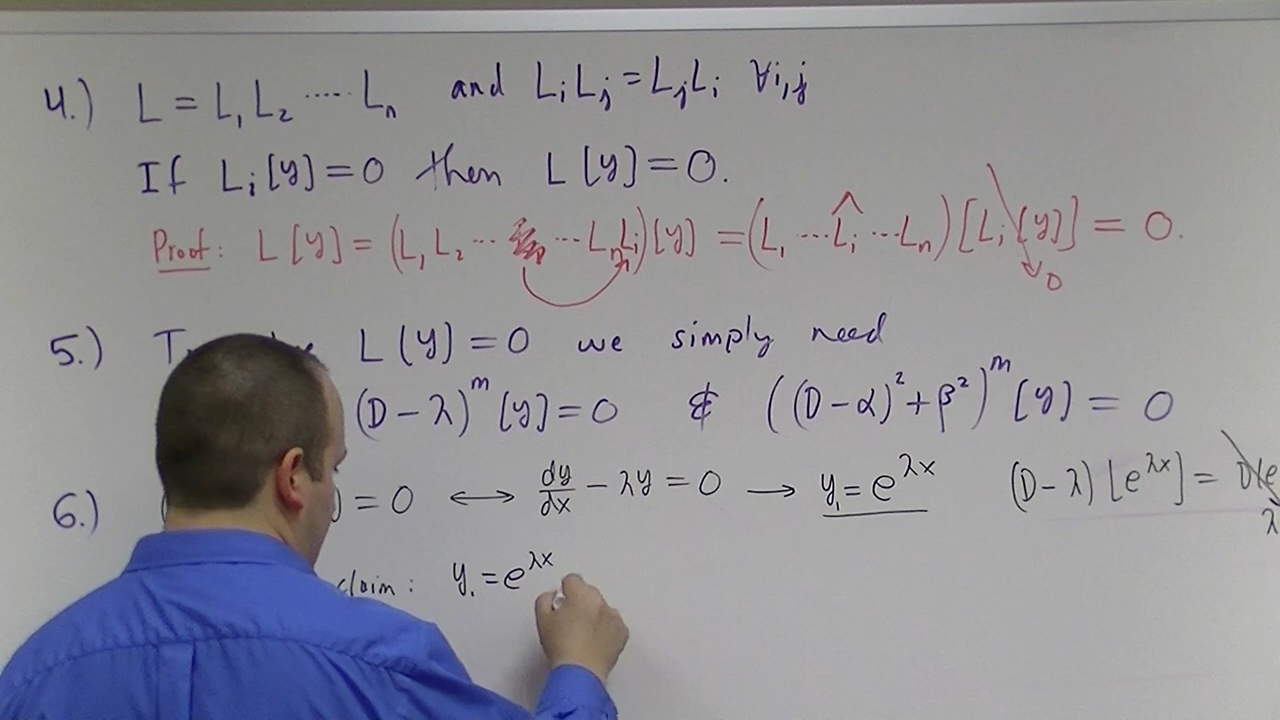 4.) L = L₁L₂ ····· Lₙ and LᵢLⱼ = LⱼLᵢ ∀i,j
If Lᵢ[y] = 0 then L[y] = 0.
Proof: L[y] = (L₁L₂ ··· ··· LₙLᵢ)[y] = (L₁ ··· L̂ᵢ ··· Lₙ)[Lᵢ[y]] = 0.
0
5.) L(y) = 0 we simply need
(D - λ)ᵐ[y] = 0 & ((D - α)² + β²)ᵐ[y] = 0
6.) ) = 0 ⟷ dy/dx - λy = 0 → y₁ = e^{λx} (D - λ)[e^{λx}] = D(e
λ
claim: y₁ = e^{λx}